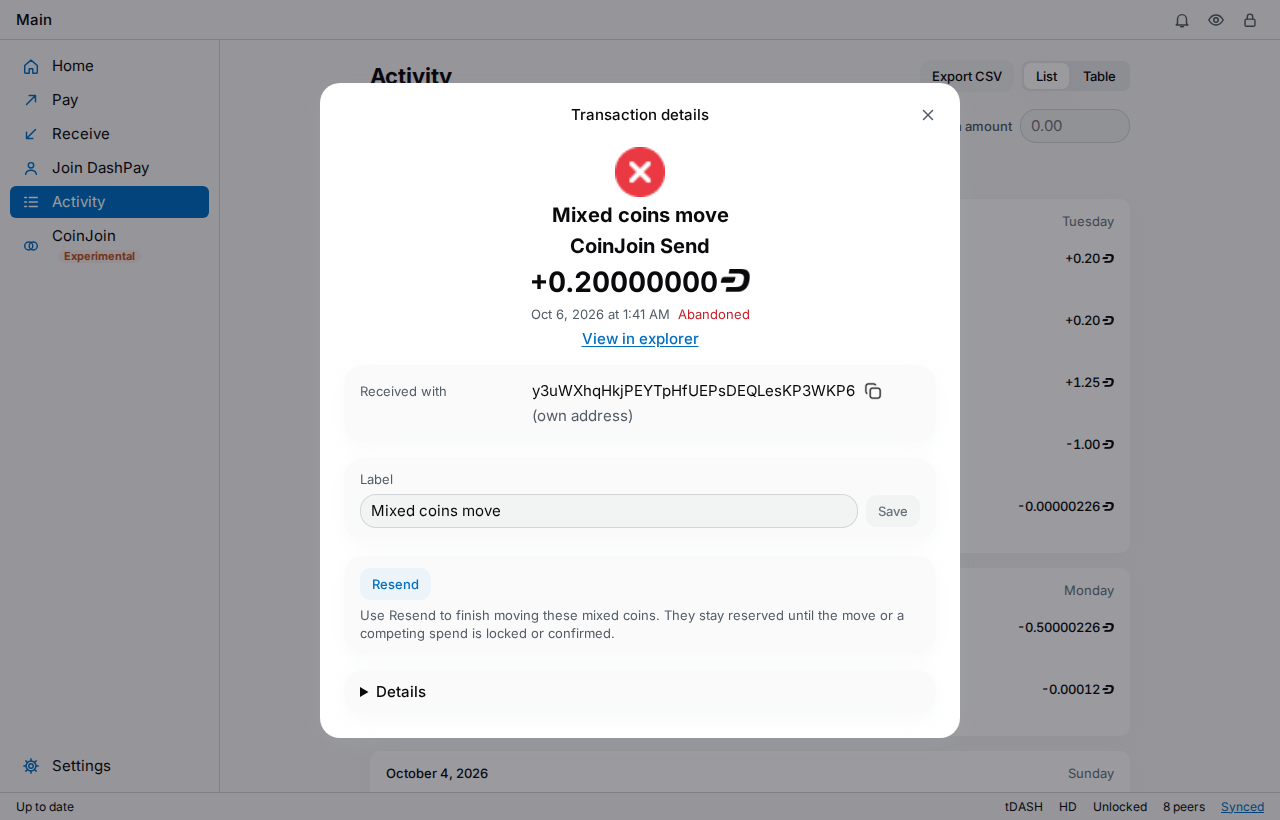 Main
Home
Pay
Receive
Join DashPay
Activity
CoinJoin
Experimental
Settings
Activity
Export CSV
List
Table
amount
0.00
Tuesday
+0.20
+0.20
+1.25
-1.00
-0.00000226
Monday
-0.50000226
-0.00012
October 4, 2026
Sunday
Transaction details
Mixed coins move
CoinJoin Send
+0.20000000
Oct 6, 2026 at 1:41 AM Abandoned
View in explorer
Received with
y3uWXhqHkjPEYTpHfUEPsDEQLesKP3WKP6
(own address)
Label
Mixed coins move
Save
Resend
Use Resend to finish moving these mixed coins. They stay reserved until the move or a
competing spend is locked or confirmed.
Details
Up to date
tDASH HD Unlocked 8 peers Synced